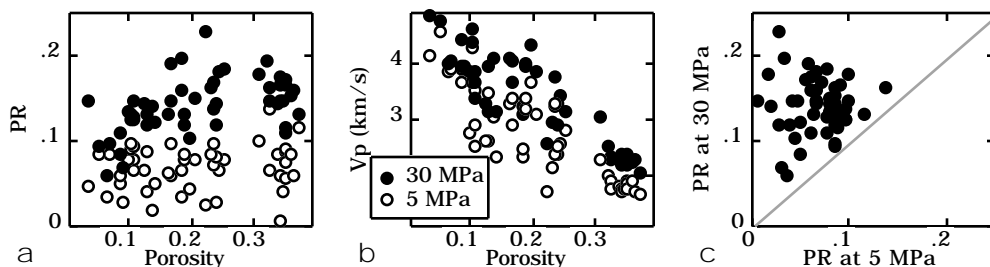 PR
.2
.1
0
0.1
0.2
0.3
a
Porosity
Vp (km/s)
4
3
30 MPa
5 MPa
0.1
0.2
0.3
b
Porosity
PR at 30 MPa
.2
.1
0
0
.1
.2
c
PR at 5 MPa